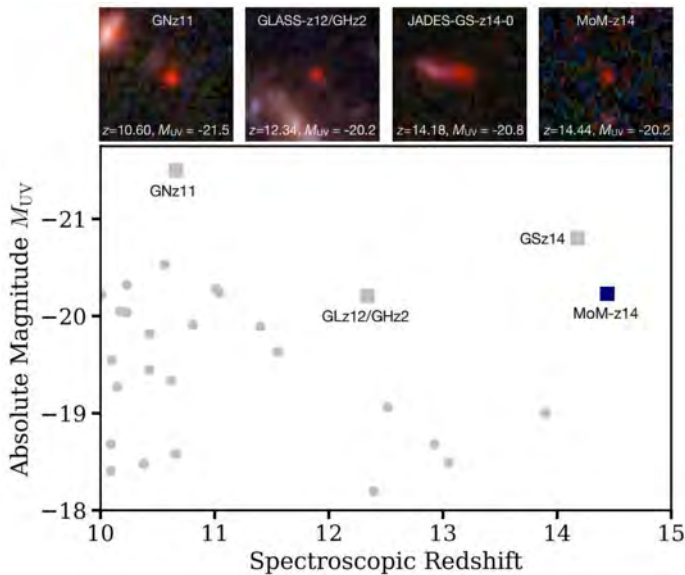 GNz11
GLASS-z12/GHz2
JADES-GS-z14-0
MoM-z14
z=10.60, MUV = -21.5
z=12.34, MUV = -20.2
z=14.18, MUV = -20.8
z=14.44, MUV = -20.2
Absolute Magnitude MUV
−21
−20
−19
−18
GNz11
GSz14
GLz12/GHz2
MoM-z14
10
11
12
13
14
15
Spectroscopic Redshift